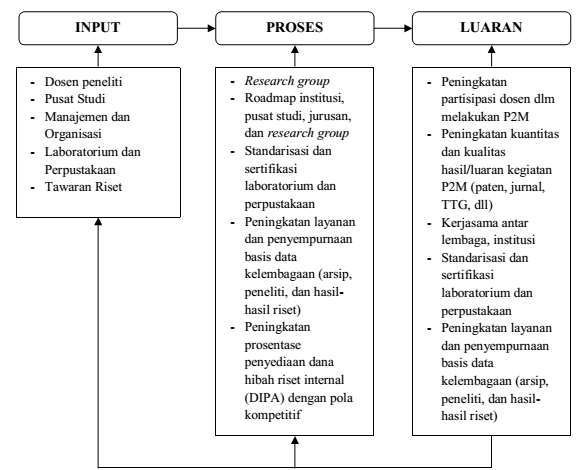 INPUT
PROSES
LUARAN
- Dosen peneliti
- Pusat Studi
- Manajemen dan
Organisasi
- Laboratorium dan
Perpustakaan
- Tawaran Riset
- Research group
- Roadmap institusi,
pusat studi, jurusan,
dan research group
- Standarisasi dan
sertifikasi
laboratorium dan
perpustakaan
- Peningkatan layanan
dan penyempurnaan
basis data
kelembagaan (arsip,
peneliti, dan hasil-
hasil riset)
- Peningkatan
prosentase
penyediaan dana
hibah riset internal
(DIPA) dengan pola
kompetitif
- Peningkatan
partisipasi dosen dlm
melakukan P2M
- Peningkatan kuantitas
dan kualitas
hasil/luaran kegiatan
P2M (paten, jurnal,
TTG, dll)
- Kerjasama antar
lembaga, institusi
- Standarisasi dan
sertifikasi
laboratorium dan
perpustakaan
- Peningkatan layanan
dan penyempurnaan
basis data
kelembagaan (arsip,
peneliti, dan hasil-
hasil riset)